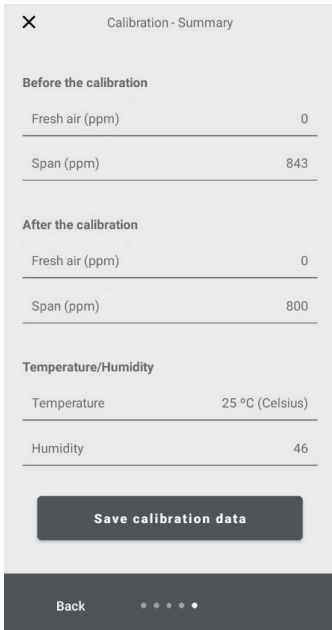 Calibration - Summary
Before the calibration
Fresh air (ppm) 0
Span (ppm) 843
After the calibration
Fresh air (ppm) 0
Span (ppm) 800
Temperature/Humidity
Temperature 25 ºC (Celsius)
Humidity 46
Save calibration data
Back